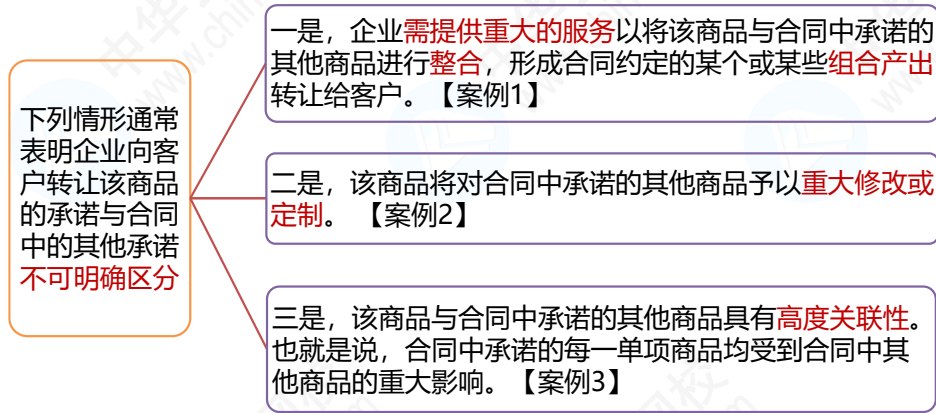 下列情形通常
表明企业向客
户转让该商品
的承诺与合同
中的其他承诺
不可明确区分
一是，企业需提供重大的服务以将该商品与合同中承诺的
其他商品进行整合，形成合同约定的某个或某些组合产出
转让给客户。【案例1】
二是，该商品将对合同中承诺的其他商品予以重大修改或
定制。 【案例2】
三是，该商品与合同中承诺的其他商品具有高度关联性。
也就是说，合同中承诺的每一单项商品均受到合同中其
他商品的重大影响。【案例3】